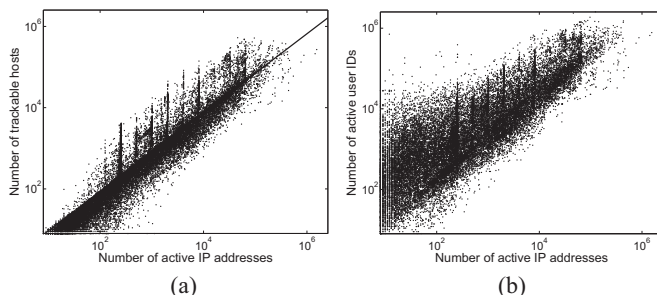 10^6
10^4
10^2
Number of trackable hosts
10^2 10^4 10^6
Number of active IP addresses
(a)
10^6
10^4
10^2
Number of active user IDs
10^2 10^4 10^6
Number of active IP addresses
(b)